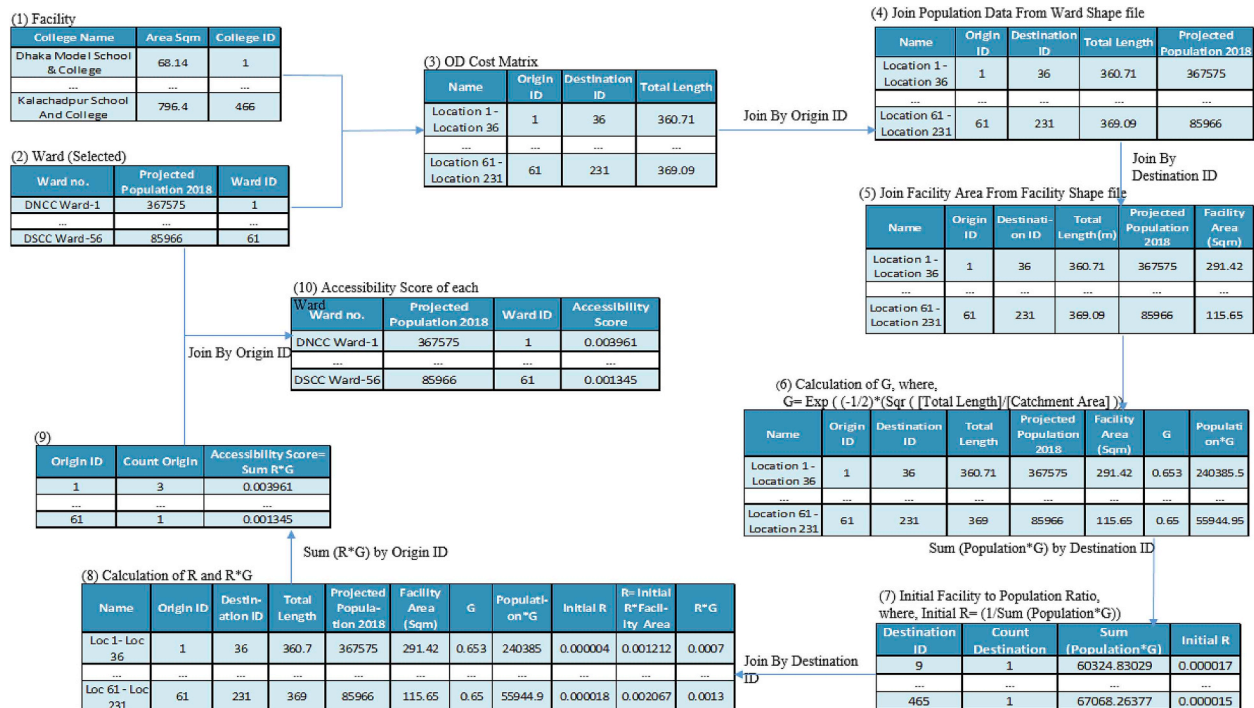 (1) Facility
College Name Area Sqm College ID
Dhaka Model School
& College 68.14 1
... ... ...
Kalachadpur School
And College 796.4 466
(2) Ward (Selected)
Ward no. Projected
Population 2018 Ward ID
DNCC Ward-1 367575 1
... ... ...
DSCC Ward-56 85966 61
(3) OD Cost Matrix
Name Origin
ID Destination
ID Total Length
Location 1 -
Location 36 1 36 360.71
... ... ... ...
Location 61 -
Location 231 61 231 369.09
Join By Origin ID
(4) Join Population Data From Ward Shape file
Name Origin
ID Destination
ID Total Length Projected
Population 2018
Location 1 -
Location 36 1 36 360.71 367575
... ... ... ... ...
Location 61 -
Location 231 61 231 369.09 85966
Join By
Destination ID
(5) Join Facility Area From Facility Shape file
Name Origin
ID Destinati-
on ID Total
Length(m) Projected
Population
2018 Facility
Area
(Sqm)
Location 1 -
Location 36 1 36 360.71 367575 291.42
... ... ... ... ... ...
Location 61 -
Location 231 61 231 369.09 85966 115.65
(6) Calculation of G, where,
G= Exp ( (-1/2)*(Sqr ( [Total Length]/[Catchment Area] ))
Name Origin
ID Destination
ID Total
Length Projected
Population
2018 Facility
Area
(Sqm) G Populati
on*G
Location 1 -
Location 36 1 36 360.71 367575 291.42 0.653 240385.5
... ... ... ... ... ... ... ...
Location 61 -
Location 231 61 231 369 85966 115.65 0.65 55944.95
Sum (Population*G) by Destination ID
(7) Initial Facility to Population Ratio,
where, Initial R= (1/Sum (Population*G))
Destination
ID Count
Destination Sum
(Population*G) Initial R
9 1 60324.83029 0.000017
... ... ... ...
465 1 67068.26377 0.000015
Join By Destination
ID
(8) Calculation of R and R*G
Name Origin ID Destin-
ation ID Total
Length Projected
Popula-
tion 2018 Facility
Area
(Sqm) G Populati-
on*G Initial R R= Initial
R*Facil-
ity Area R*G
Loc 1- Loc
36 1 36 360.7 367575 291.42 0.653 240385 0.000004 0.001212 0.0007
... ... ... ... ... ... ... ... ... ... ...
Loc 61 - Loc
231 61 231 369 85966 115.65 0.65 55944.9 0.000018 0.002067 0.0013
Sum (R*G) by Origin ID
(9)
Origin ID Count Origin Accessibility Score=
Sum R*G
1 3 0.003961
... ... ...
61 1 0.001345
Join By Origin ID
(10) Accessibility Score of each
Ward
Ward no. Projected
Population 2018 Ward ID Accessibility
Score
DNCC Ward-1 367575 1 0.003961
... ... ... ...
DSCC Ward-56 85966 61 0.001345